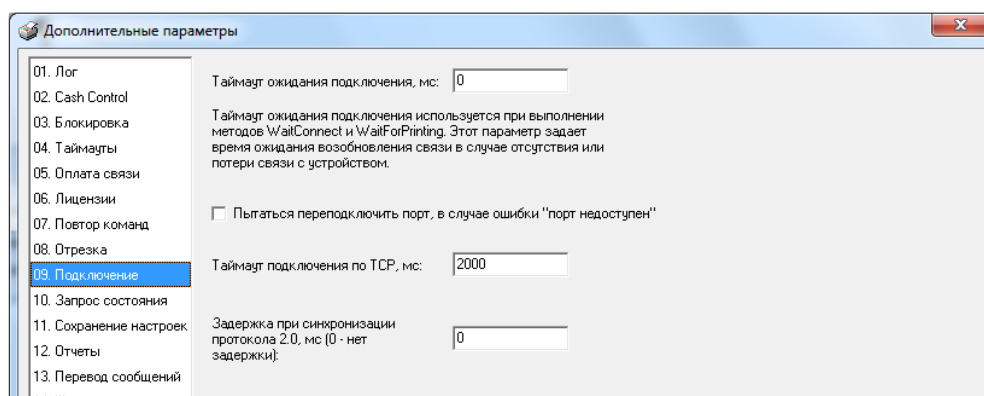 Дополнительные параметры
01. Лог
02. Cash Control
03. Блокировка
04. Таймауты
05. Оплата связи
06. Лицензии
07. Повтор команд
08. Отрезка
09. Подключение
10. Запрос состояния
11. Сохранение настроек
12. Отчеты
13. Перевод сообщений
Таймаут ожидания подключения, мс: 0
Таймаут ожидания подключения используется при выполнении
методов WaitConnect и WaitForPrinting. Этот параметр задает
время ожидания возобновления связи в случае отсутствия или
потери связи с устройством.
Пытаться переподключить порт, в случае ошибки "порт недоступен"
Таймаут подключения по TCP, мс: 2000
Задержка при синхронизации
протокола 2.0, мс (0 - нет
задержки):
0